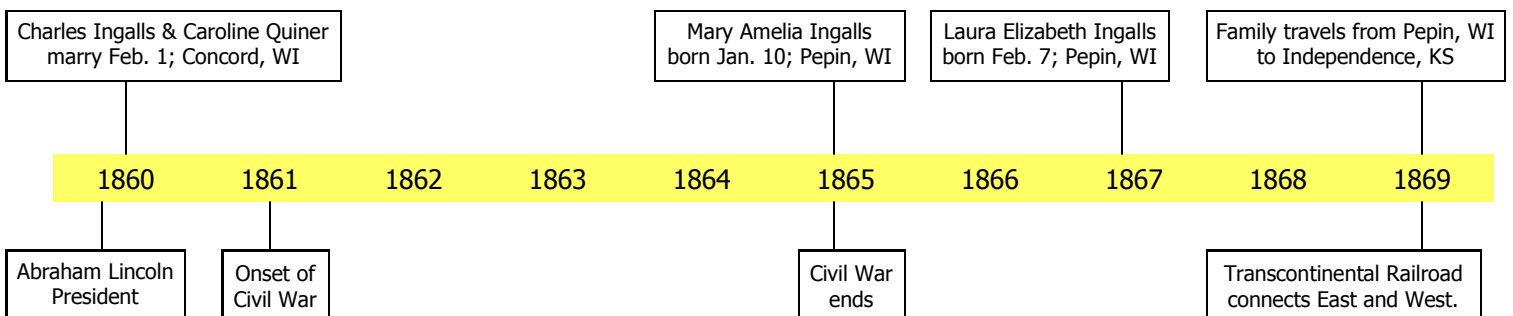 Charles Ingalls & Caroline Quiner
marry Feb. 1; Concord, WI
Mary Amelia Ingalls
born Jan. 10; Pepin, WI
Laura Elizabeth Ingalls
born Feb. 7; Pepin, WI
Family travels from Pepin, WI
to Independence, KS
1860 1861 1862 1863 1864 1865 1866 1867 1868 1869
Abraham Lincoln
President
Onset of
Civil War
Civil War
ends
Transcontinental Railroad
connects East and West.